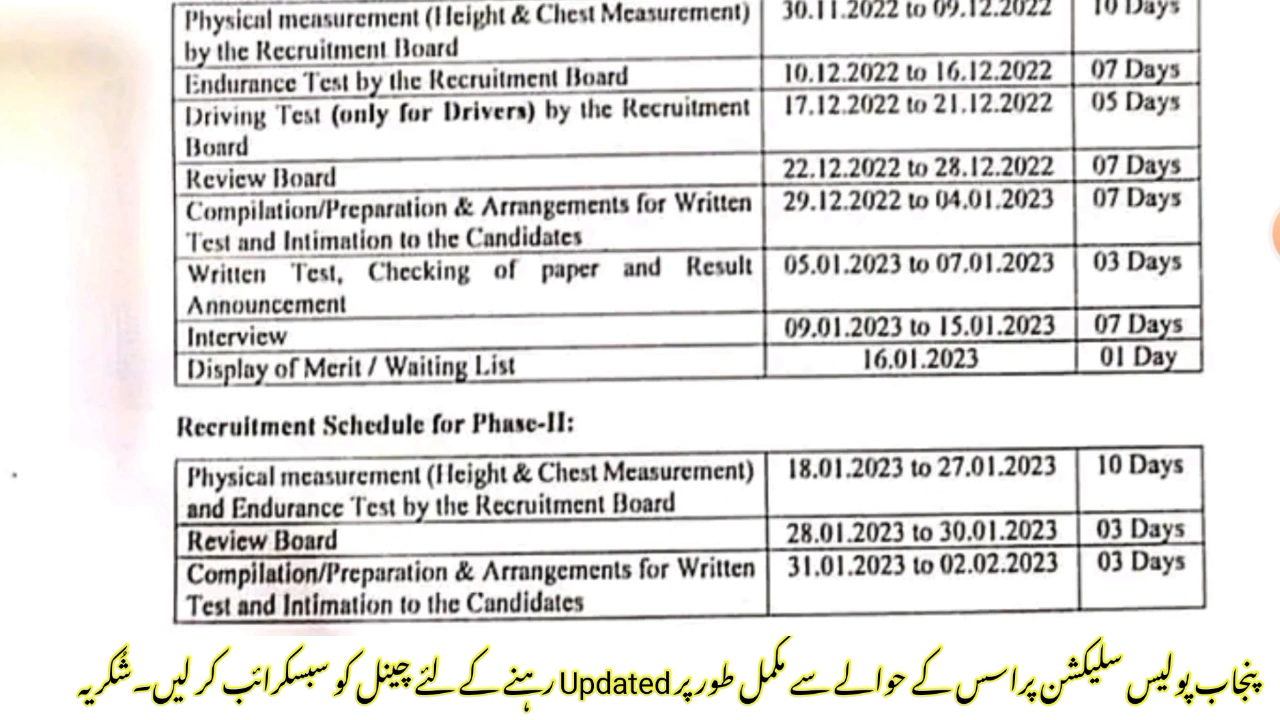 Physical measurement (Height & Chest Measurement) 30.11.2022 to 09.12.2022 10 Days
by the Recruitment Board
Endurance Test by the Recruitment Board 10.12.2022 to 16.12.2022 07 Days
Driving Test (only for Drivers) by the Recruitment 17.12.2022 to 21.12.2022 05 Days
Board
Review Board 22.12.2022 to 28.12.2022 07 Days
Compilation/Preparation & Arrangements for Written 29.12.2022 to 04.01.2023 07 Days
Test and Intimation to the Candidates
Written Test, Checking of paper and Result 05.01.2023 to 07.01.2023 03 Days
Announcement
Interview 09.01.2023 to 15.01.2023 07 Days
Display of Merit / Waiting List 16.01.2023 01 Day
Recruitment Schedule for Phase-II:
Physical measurement (Height & Chest Measurement) 18.01.2023 to 27.01.2023 10 Days
and Endurance Test by the Recruitment Board
Review Board 28.01.2023 to 30.01.2023 03 Days
Compilation/Preparation & Arrangements for Written 31.01.2023 to 02.02.2023 03 Days
Test and Intimation to the Candidates
پنجاب پولیس سلیکشن پراسس کے حوالے سے مکمل طور پر Updated رہنے کے لئے چینل کو سبسکرائب کر لیں۔ شُکریہ